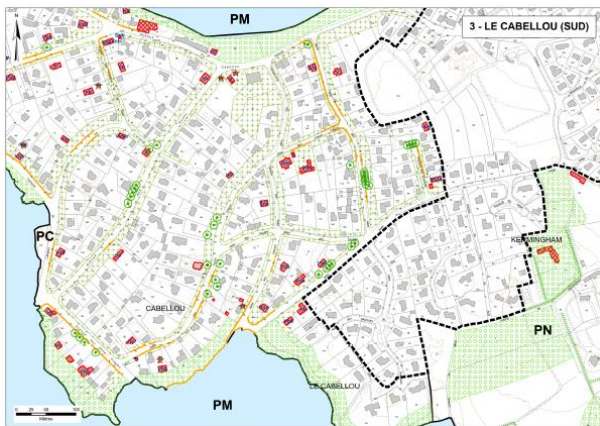 PM
3 - LE CABELLOU (SUD)
N
PC
KERMINGHAM
CABELLOU
PN
LE CABELLOU
PM